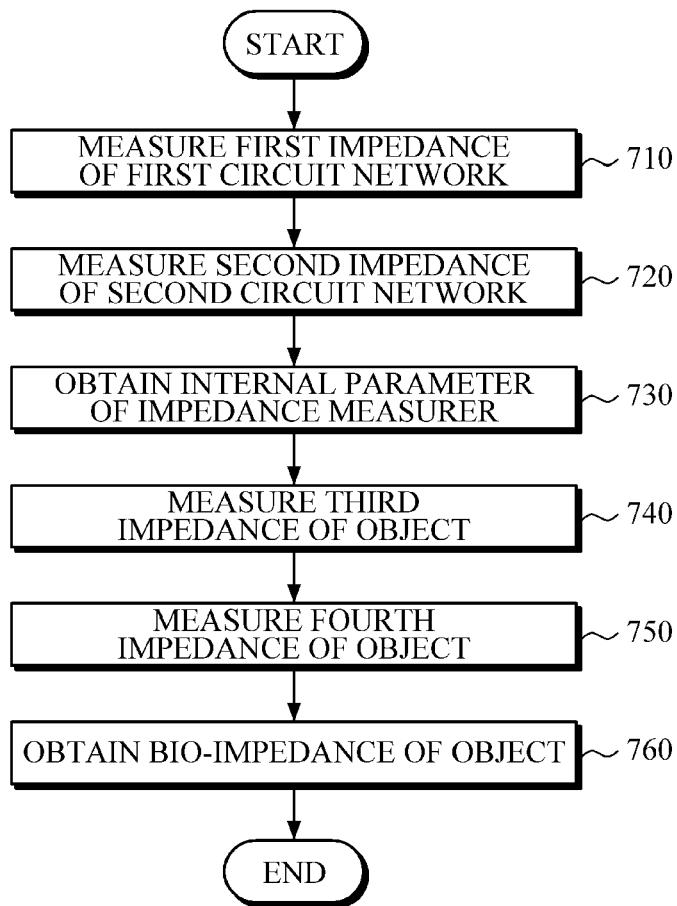 START
MEASURE FIRST IMPEDANCE
OF FIRST CIRCUIT NETWORK
710
MEASURE SECOND IMPEDANCE
OF SECOND CIRCUIT NETWORK
720
OBTAIN INTERNAL PARAMETER
OF IMPEDANCE MEASURER
730
MEASURE THIRD
IMPEDANCE OF OBJECT
740
MEASURE FOURTH
IMPEDANCE OF OBJECT
750
OBTAIN BIO-IMPEDANCE OF OBJECT
760
END